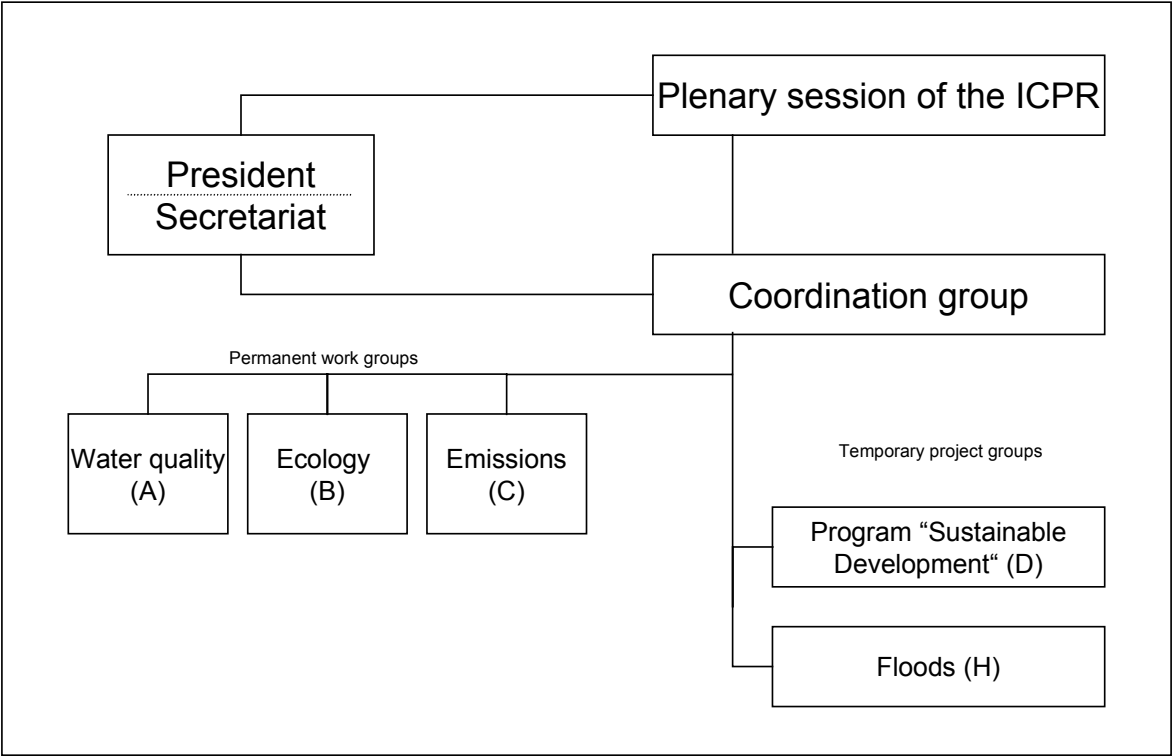 Plenary session of the ICPR
President
Secretariat
Coordination group
Permanent work groups
Water quality
(A)
Ecology
(B)
Emissions
(C)
Temporary project groups
Program “Sustainable
Development“ (D)
Floods (H)